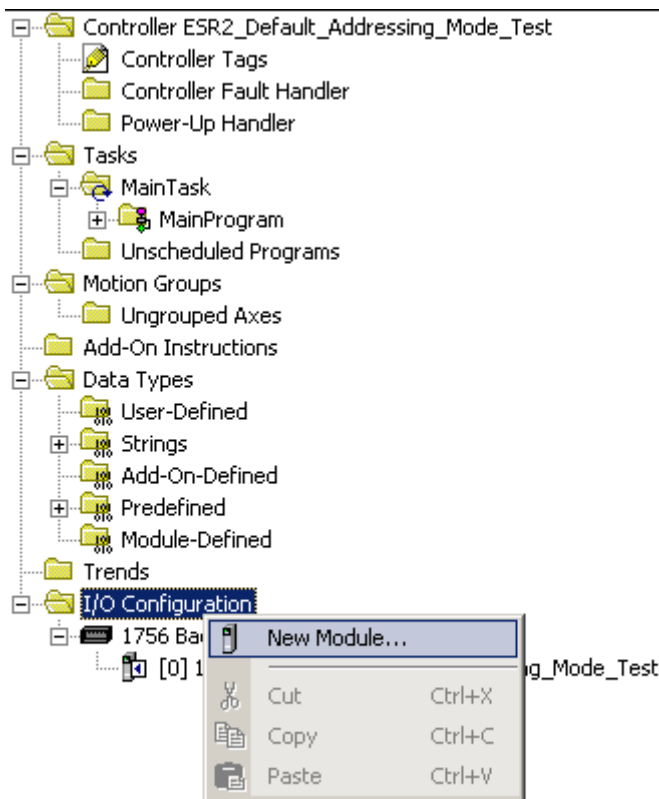 Controller ESR2_Default_Addressing_Mode_Test
Controller Tags
Controller Fault Handler
Power-Up Handler
Tasks
MainTask
MainProgram
Unscheduled Programs
Motion Groups
Ungrouped Axes
Add-On Instructions
Data Types
User-Defined
Strings
Add-On-Defined
Predefined
Module-Defined
Trends
I/O Configuration
1756 Ba
New Module...
[0] 1 g_Mode_Test
Cut Ctrl+X
Copy Ctrl+C
Paste Ctrl+V